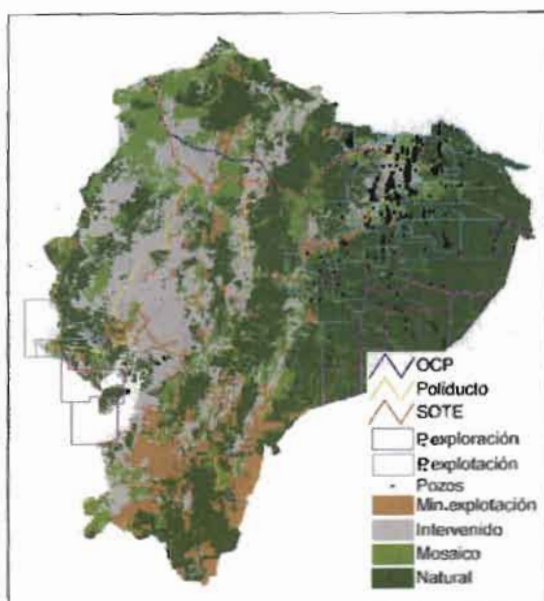 OCP
Poliducto
SOTE
P.exploración
P.explotación
Pozos
Min.explotación
Intervenido
Mosaico
Natural